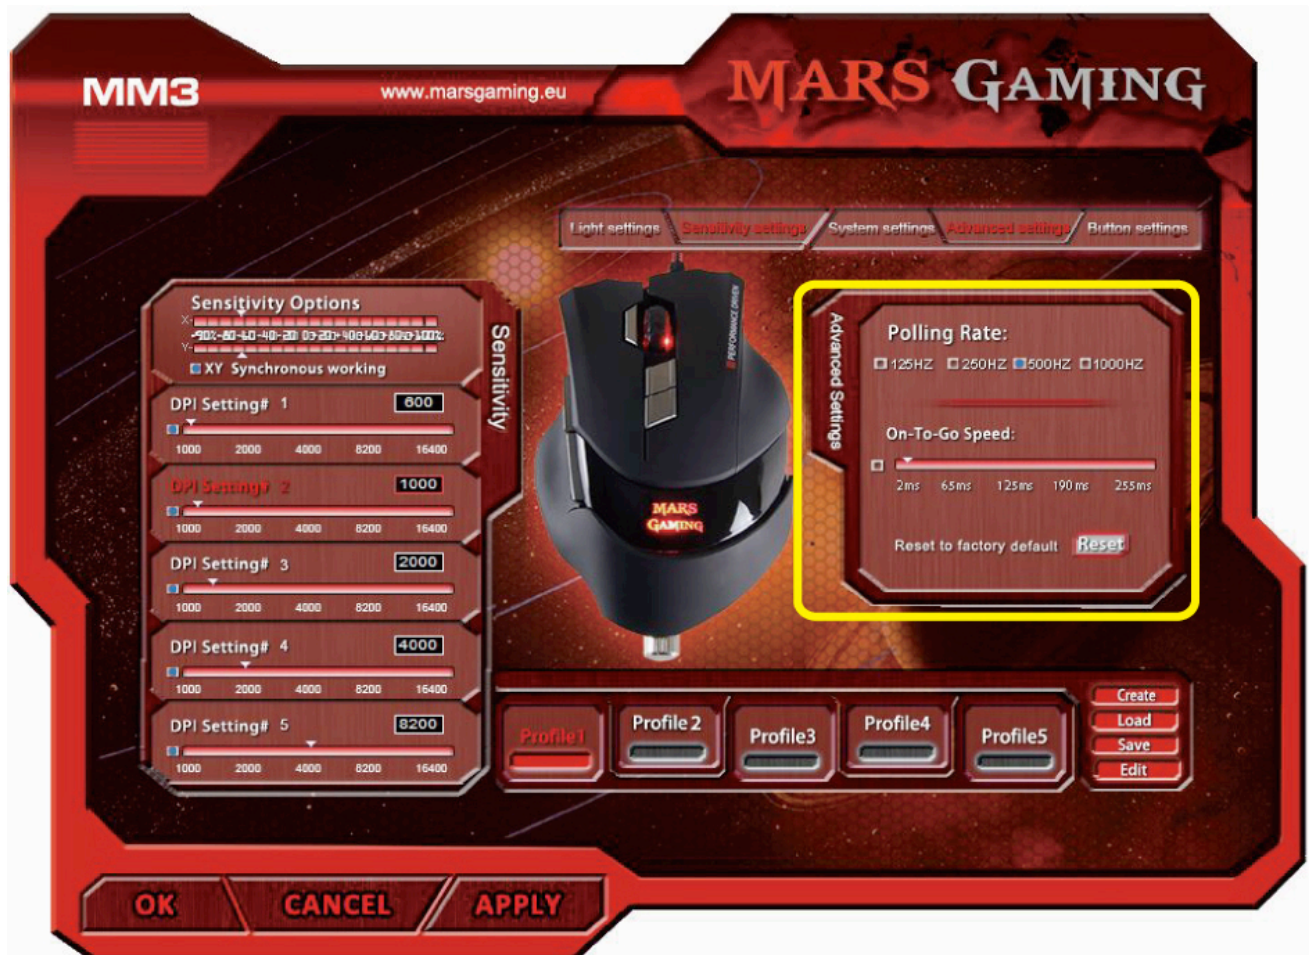 MM3
www.marsgaming.eu
MARS GAMING
Light settings Sensitivity settings System settings Advanced settings Button settings
Sensitivity Options
X-
Y-
XY Synchronous working
Sensitivity
DPI Setting# 1 600
1000 2000 4000 8200 16400
DPI Setting# 2 1000
1000 2000 4000 8200 16400
DPI Setting# 3 2000
1000 2000 4000 8200 16400
DPI Setting# 4 4000
1000 2000 4000 8200 16400
DPI Setting# 5 8200
1000 2000 4000 8200 16400
PERFORMANCE DRIVEN
MARS
GAMING
Advanced Settings
Polling Rate:
125HZ 250HZ 500HZ 1000HZ
On-To-Go Speed:
2ms 65ms 125ms 190 ms 255ms
Reset to factory default Reset
Profile1 Profile2 Profile3 Profile4 Profile5
Create
Load
Save
Edit
OK CANCEL APPLY